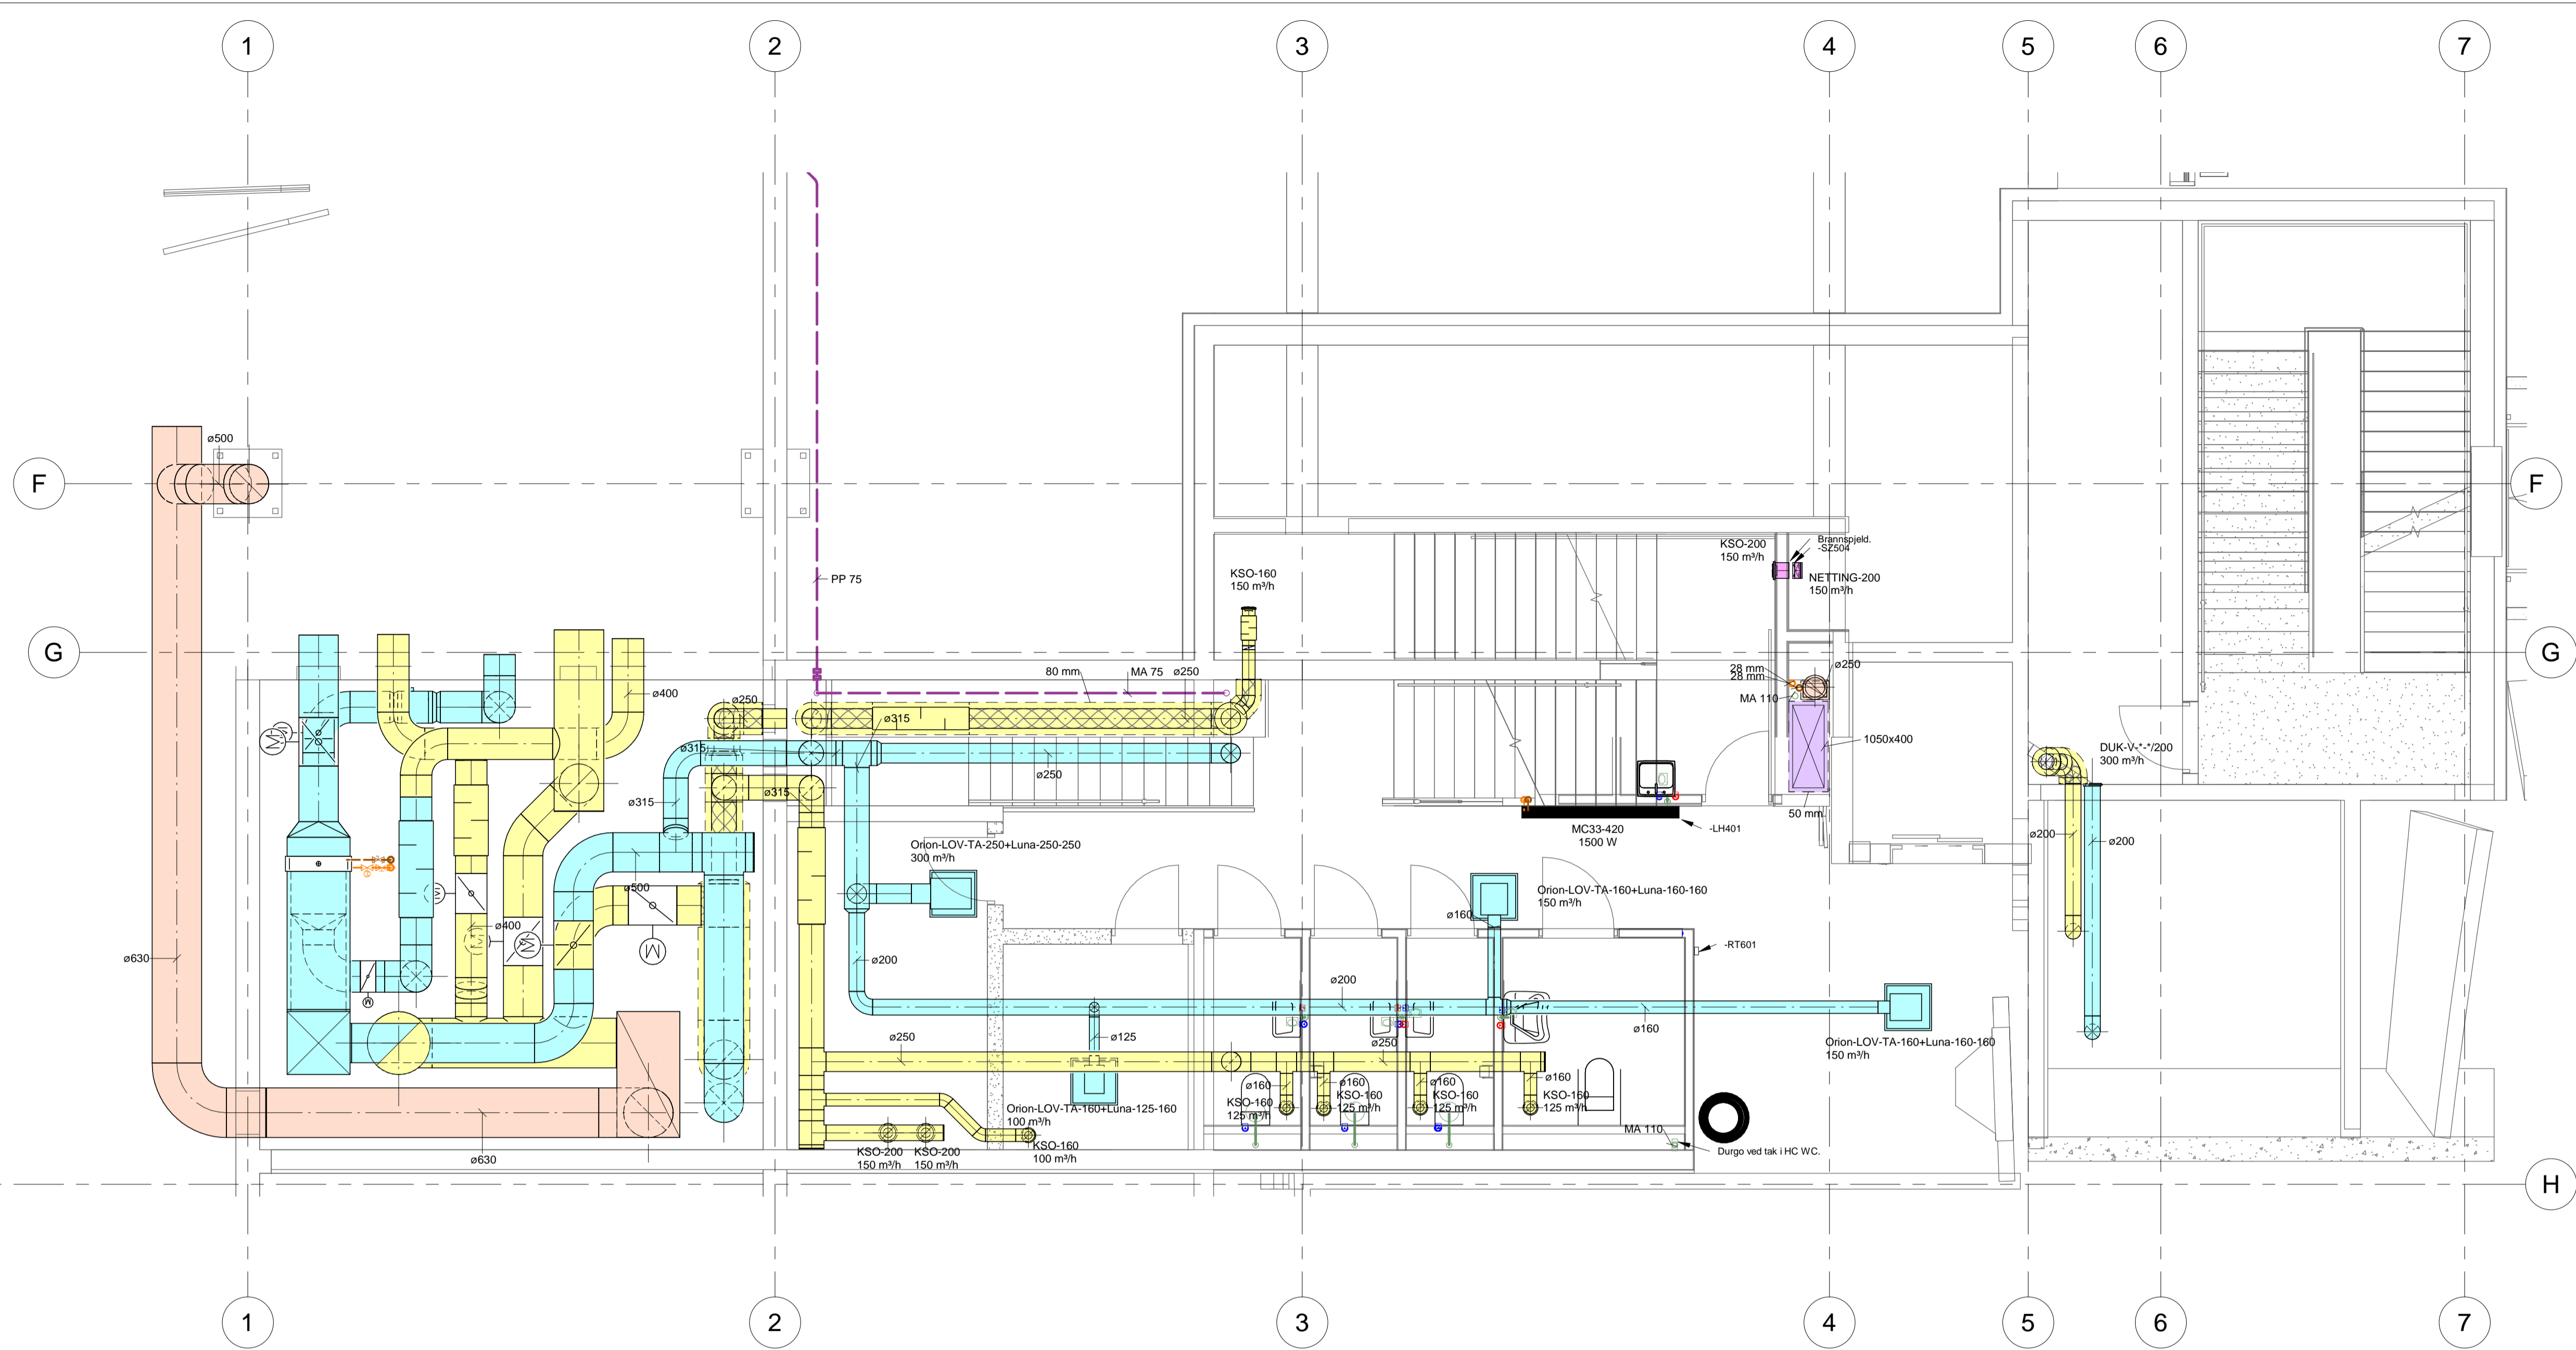 1
2
3
4
5
6
7
ø500
F
F
Brannspjeld.
-SZ504
KSO-200
150 m³/h
KSO-160
150 m³/h
NETTING-200
150 m³/h
PP 75
G
G
80 mm
MA 75
ø250
28 mm
28 mm
ø250
MA 110
ø400
ø250
ø315
1050x400
ø315
DUK-V-*-*/200
300 m³/h
ø250
ø315
ø315
50 mm
MC33-420
1500 W
-LH401
ø200
ø200
Orion-LOV-TA-250+Luna-250-250
300 m³/h
ø500
Orion-LOV-TA-160+Luna-160-160
150 m³/h
ø160
M
M
M
M
M
ø400
-RT601
ø630
ø200
ø200
ø125
ø160
ø250
ø250
Orion-LOV-TA-160+Luna-160-160
150 m³/h
ø160
ø160
ø160
ø160
KSO-160
125 m³/h
KSO-160
125 m³/h
KSO-160
125 m³/h
KSO-160
125 m³/h
Orion-LOV-TA-160+Luna-125-160
100 m³/h
MA 110
Durgo ved tak i HC WC.
KSO-200
150 m³/h
KSO-200
150 m³/h
KSO-160
100 m³/h
ø630
H
1
2
3
4
5
6
7